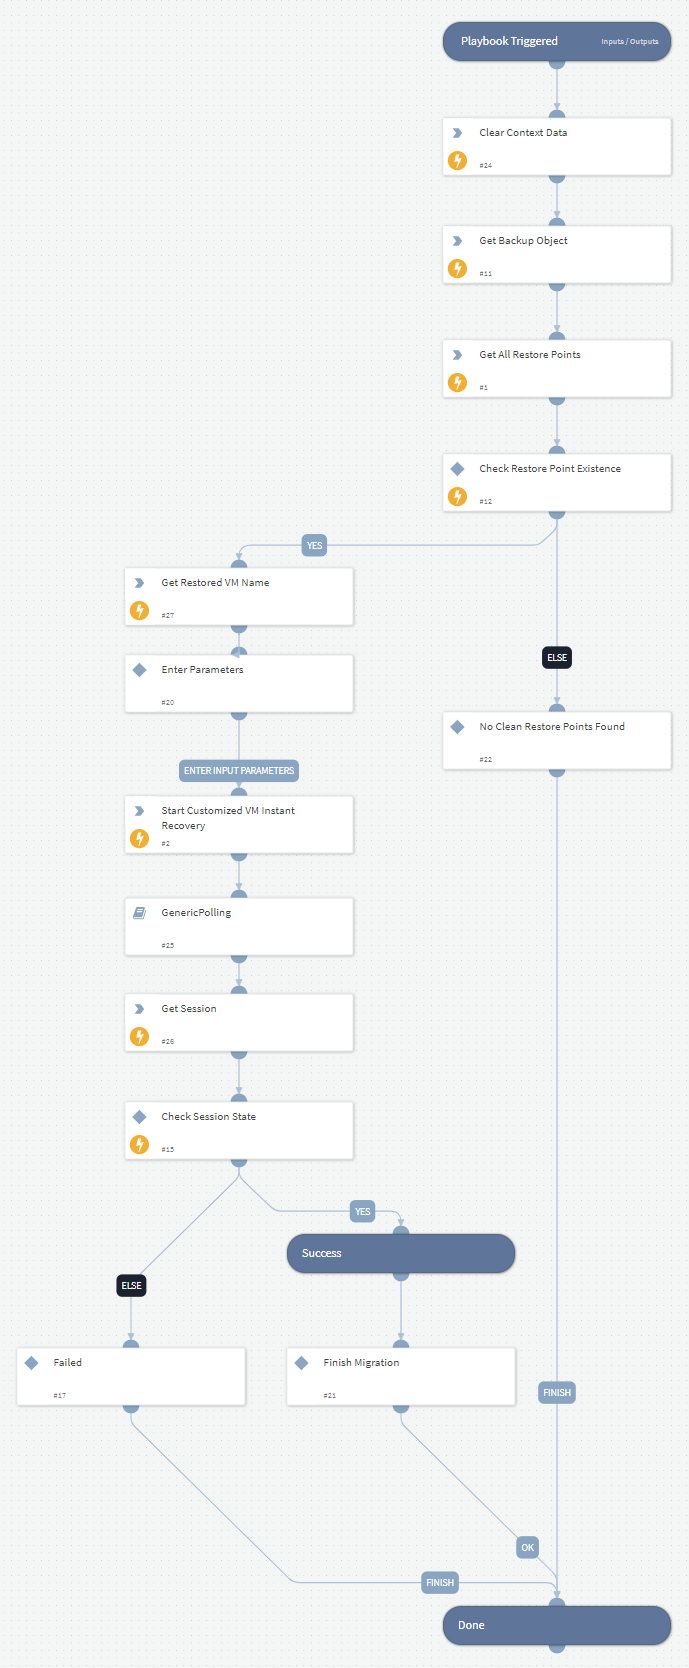 Playbook Triggered
Inputs / Outputs
Clear Context Data
#24
Get Backup Object
#11
Get All Restore Points
#1
Check Restore Point Existence
#12
YES
Get Restored VM Name
#27
Enter Parameters
#20
ELSE
No Clean Restore Points Found
#22
ENTER INPUT PARAMETERS
Start Customized VM Instant
Recovery
#2
GenericPolling
#25
Get Session
#26
Check Session State
#15
YES
Success
ELSE
Failed
#17
Finish Migration
#21
FINISH
OK
FINISH
Done